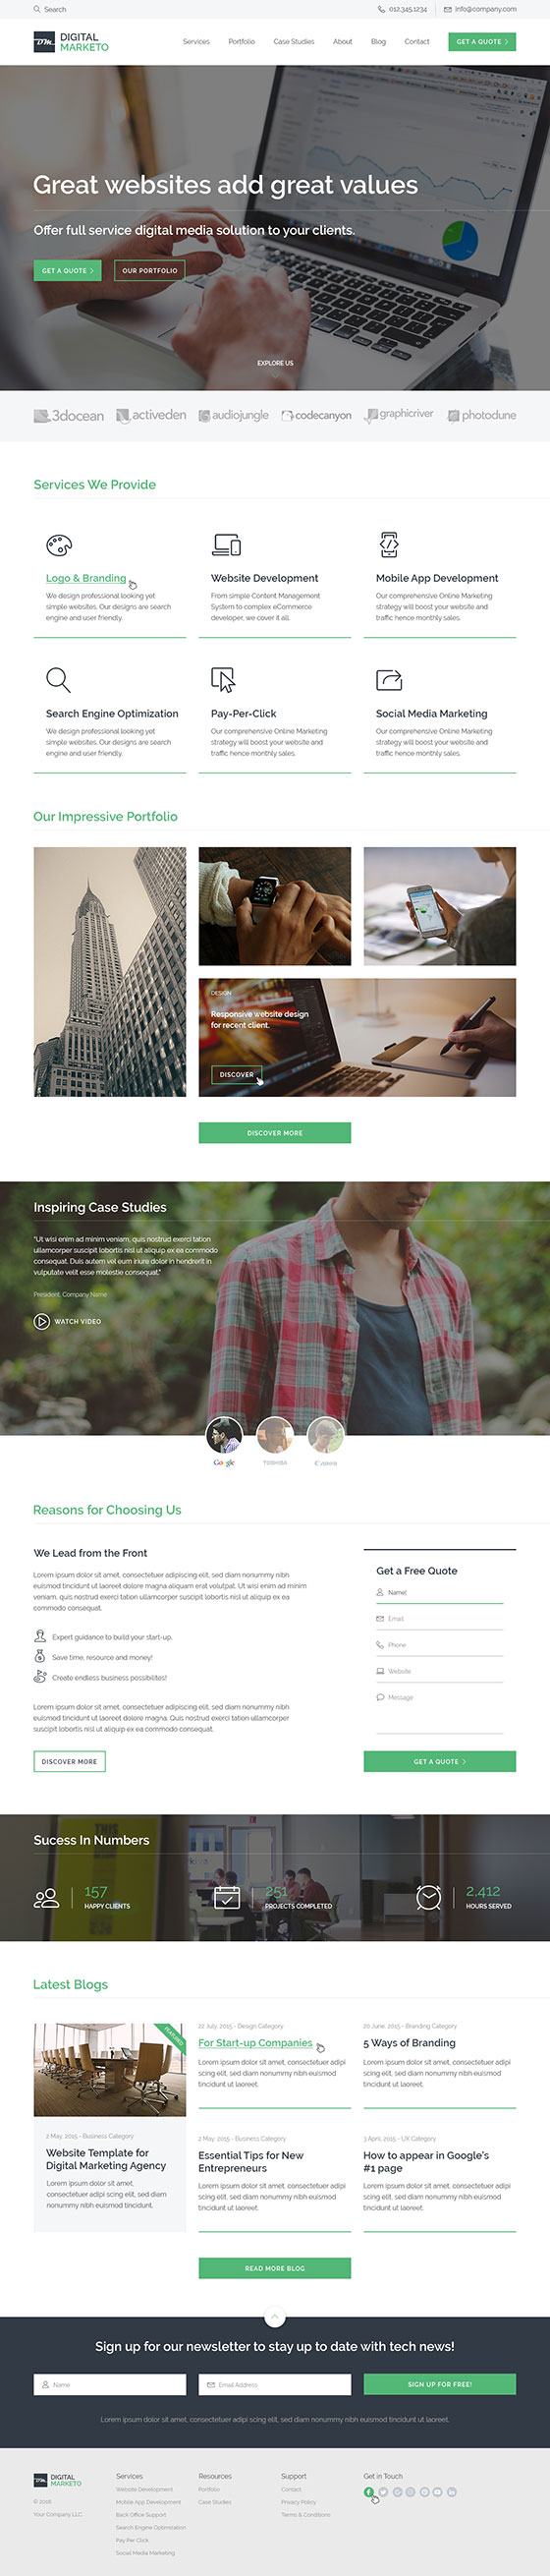 Search
012.345.1234
info@company.com
DM
DIGITAL
MARKETO
Services
Portfolio
Case Studies
About
Blog
Contact
GET A QUOTE
Great websites add great values
Offer full service digital media solution to your clients.
GET A QUOTE
OUR PORTFOLIO
EXPLORE US
3docean
activeden
audiojungle
codecanyon
graphicriver
photodune
Services We Provide
Logo & Branding
We design professional looking yet
simple websites. Our designs are search
engine and user friendly.
Website Development
From simple Content Management
System to complex eCommerce
developer, we cover it all.
Mobile App Development
Our comprehensive Online Marketing
strategy will boost your website and
traffic hence monthly sales.
Search Engine Optimization
We design professional looking yet
simple websites. Our designs are search
engine and user friendly.
Pay-Per-Click
Our comprehensive Online Marketing
strategy will boost your website and
traffic hence monthly sales.
Social Media Marketing
Our comprehensive Online Marketing
strategy will boost your website and
traffic hence monthly sales.
Our Impressive Portfolio
DESIGN
Responsive website design
for recent client.
DISCOVER
DISCOVER MORE
Inspiring Case Studies
"Ut wisi enim ad minim veniam, quis nostrud exerci tation
ullamcorper suscipit lobortis nisl ut aliquip ex ea commodo
consequat. Duis autem vel eum iriure dolor in hendrerit in
vulputate velit esse molestie consequat."
President, Company Name
WATCH VIDEO
Google
TOSHIBA
Canon
Reasons for Choosing Us
We Lead from the Front
Lorem ipsum dolor sit amet, consectetuer adipiscing elit, sed diam nonummy nibh
euismod tincidunt ut laoreet dolore magna aliquam erat volutpat. Ut wisi enim ad minim
veniam, quis nostrud exerci tation ullamcorper suscipit lobortis nisl ut aliquip ex ea
commodo consequat.
Expert guidance to build your start-up.
Save time, resource and money!
Create endless business possibilites!
Lorem ipsum dolor sit amet, consectetuer adipiscing elit, sed diam nonummy nibh
euismod tincidunt ut laoreet dolore magna. Quis nostrud exerci tation ullamcorper
suscipit lobortis nisl ut aliquip ex ea commodo consequat.
DISCOVER MORE
Get a Free Quote
Name
Email
Phone
Website
Message
GET A QUOTE
Sucess In Numbers
157
HAPPY CLIENTS
251
PROJECTS COMPLETED
2,412
HOURS SERVED
Latest Blogs
FEATURED
2 May, 2015 - Business Category
Website Template for
Digital Marketing Agency
Lorem ipsum dolor sit amet,
consectetuer adipiscing elit, sed diam
nonummy nibh euismod tincidunt.
22 July, 2015 - Design Category
For Start-up Companies
Lorem ipsum dolor sit amet, consectetuer adipi
scing elit, sed diam nonummy nibh euismod
tincidunt ut laoreet.
20 June, 2015 - Branding Category
5 Ways of Branding
Lorem ipsum dolor sit amet, consectetuer adipi
scing elit, sed diam nonummy nibh euismod
tincidunt ut laoreet.
2 May, 2015 - Business Category
Essential Tips for New
Entrepreneurs
Lorem ipsum dolor sit amet, consectetuer adipi
scing elit, sed diam nonummy nibh euismod
tincidunt ut laoreet.
3 April, 2015 - UX Category
How to appear in Google's
#1 page
Lorem ipsum dolor sit amet, consectetuer adipi
scing elit, sed diam nonummy nibh euismod
tincidunt ut laoreet.
READ MORE BLOG
Sign up for our newsletter to stay up to date with tech news!
Name
Email Address
SIGN UP FOR FREE!
Lorem ipsum dolor sit amet, consectetuer adipiscing elit, sed diam nonummy nibh euismod tincidunt ut laoreet.
DM
DIGITAL
MARKETO
Your Company LLC
Services
Website Development
Mobile App Development
Back Office Support
Search Engine Optimization
Pay Per Click
Social Media Marketing
Resources
Portfolio
Case Studies
Support
Contact
Privacy Policy
Terms & Conditions
Get in Touch